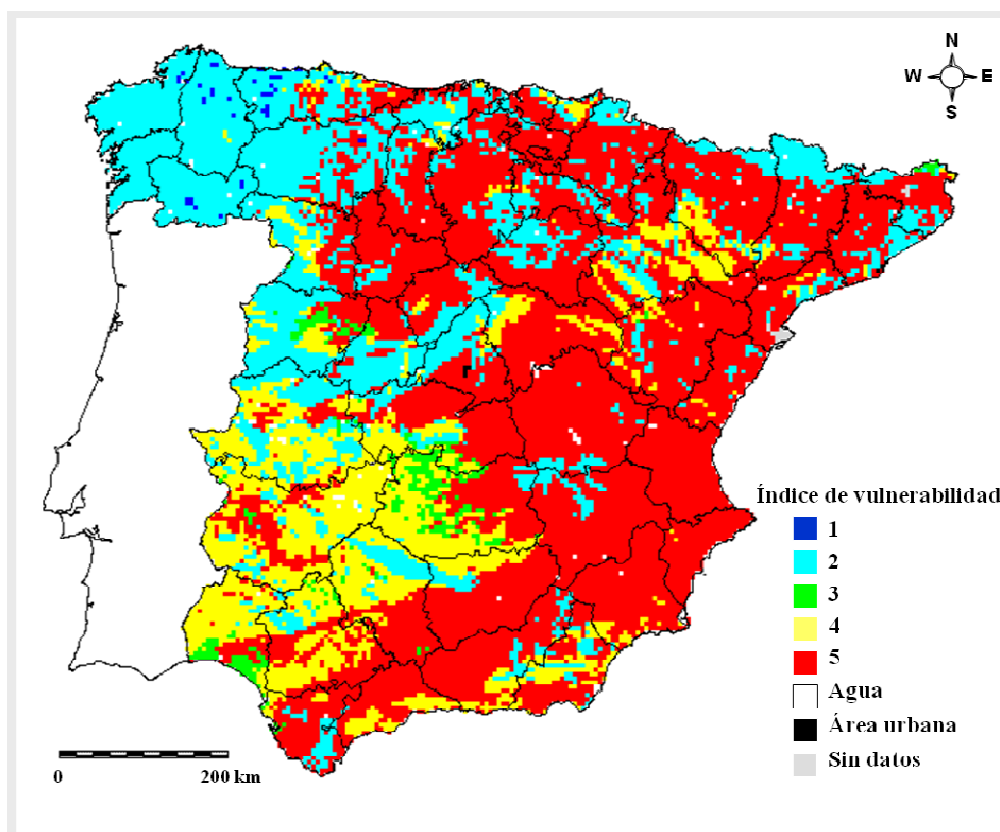 N
W E
S
Índice de vulnerabilidad
1
2
3
4
5
Agua
Área urbana
Sin datos
0 200 km